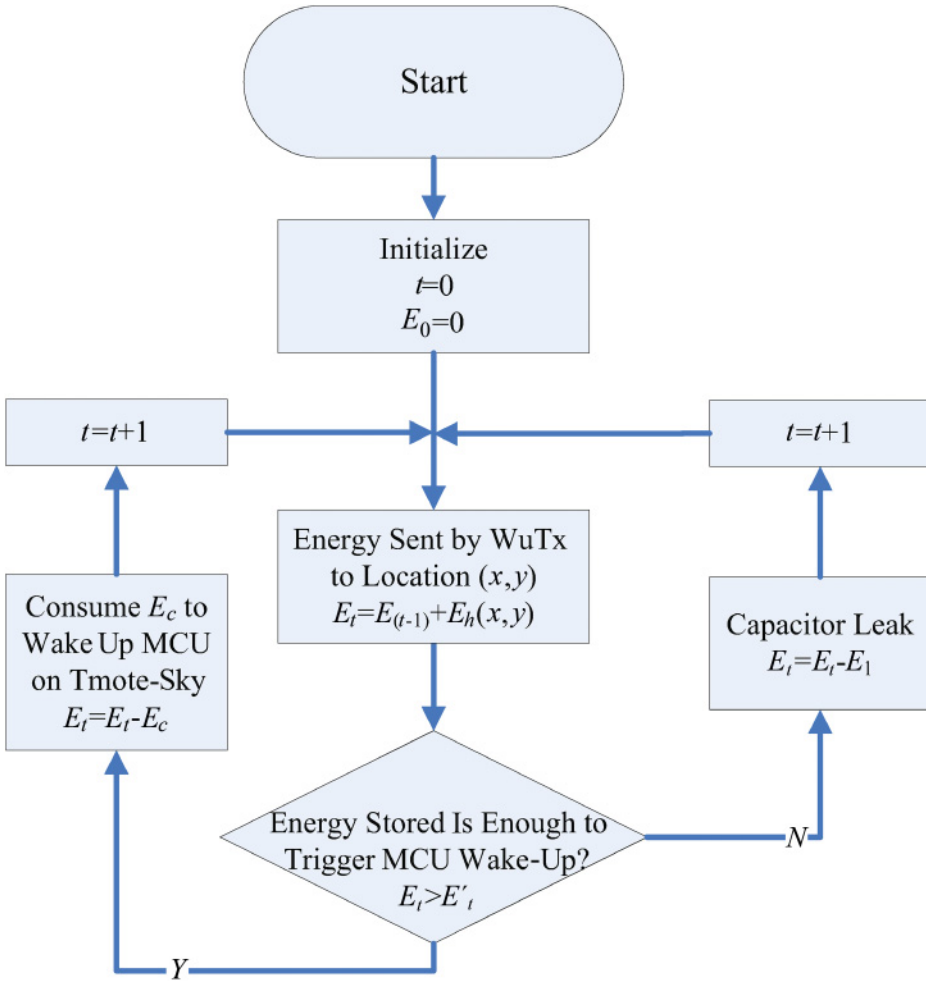 Start
Initialize
t=0
E₀=0
t=t+1
t=t+1
Energy Sent by WuTx
to Location (x,y)
Eₜ=E₍ₜ₋₁₎+Eₕ(x,y)
Consume E_c to
Wake Up MCU
on Tmote-Sky
Eₜ=Eₜ-E_c
Capacitor Leak
Eₜ=Eₜ-E₁
Energy Stored Is Enough to
Trigger MCU Wake-Up?
Eₜ>E´ₜ
N
Y